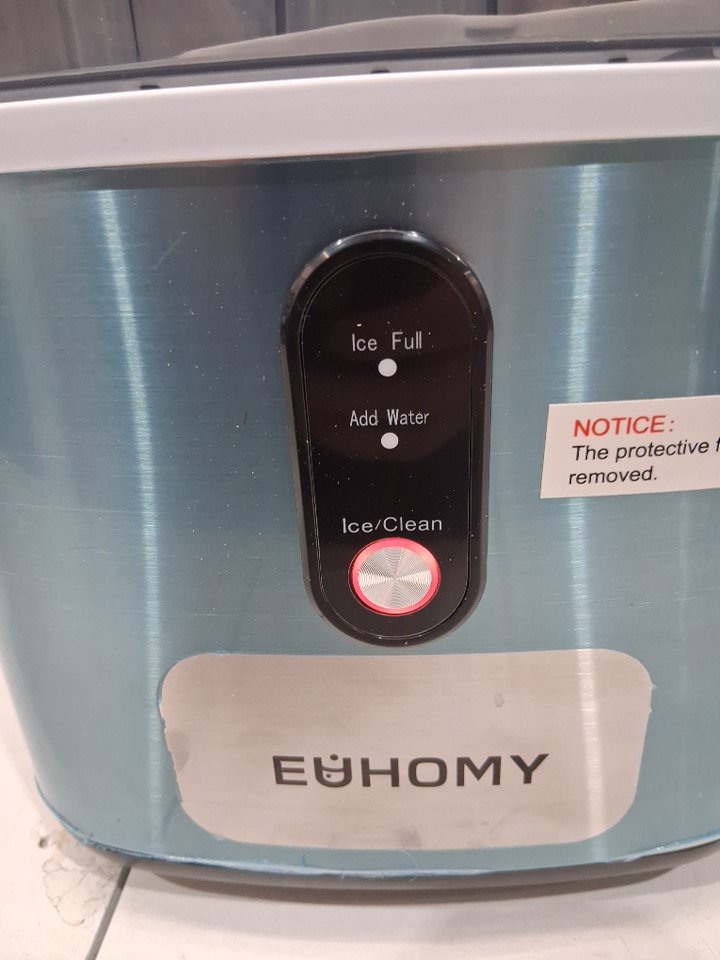 Ice Full
Add Water
NOTICE:
The protective
removed.
Ice/Clean
EUHOMY